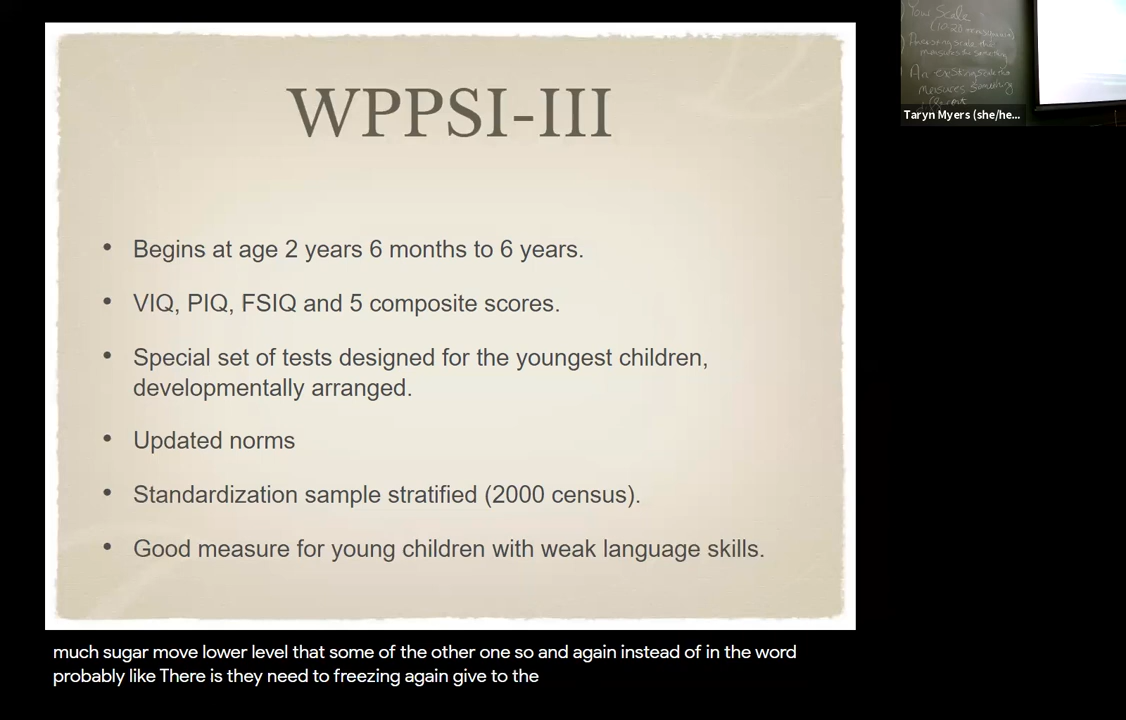 WPPSI-III
• Begins at age 2 years 6 months to 6 years.
• VIQ, PIQ, FSIQ and 5 composite scores.
• Special set of tests designed for the youngest children,
developmentally arranged.
• Updated norms
• Standardization sample stratified (2000 census).
• Good measure for young children with weak language skills.
much sugar move lower level that some of the other one so and again instead of in the word
probably like There is they need to freezing again give to the
Your Scale
measures something
Taryn Myers (she/he...